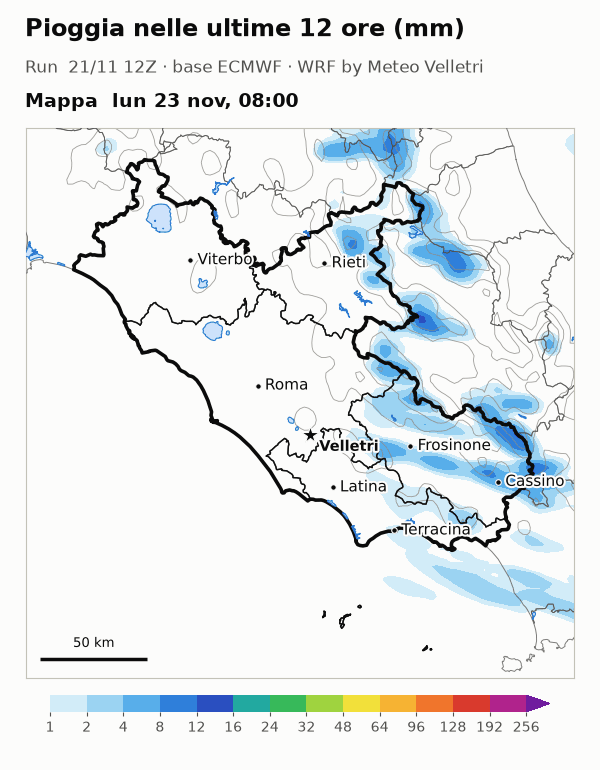 Pioggia nelle ultime 12 ore (mm)
Run 21/11 12Z · base ECMWF · WRF by Meteo Velletri
Mappa lun 23 nov, 08:00
Viterbo
Rieti
Roma
Velletri
Frosinone
Latina
Cassino
Terracina
50 km
1 2 4 8 12 16 24 32 48 64 96 128 192 256